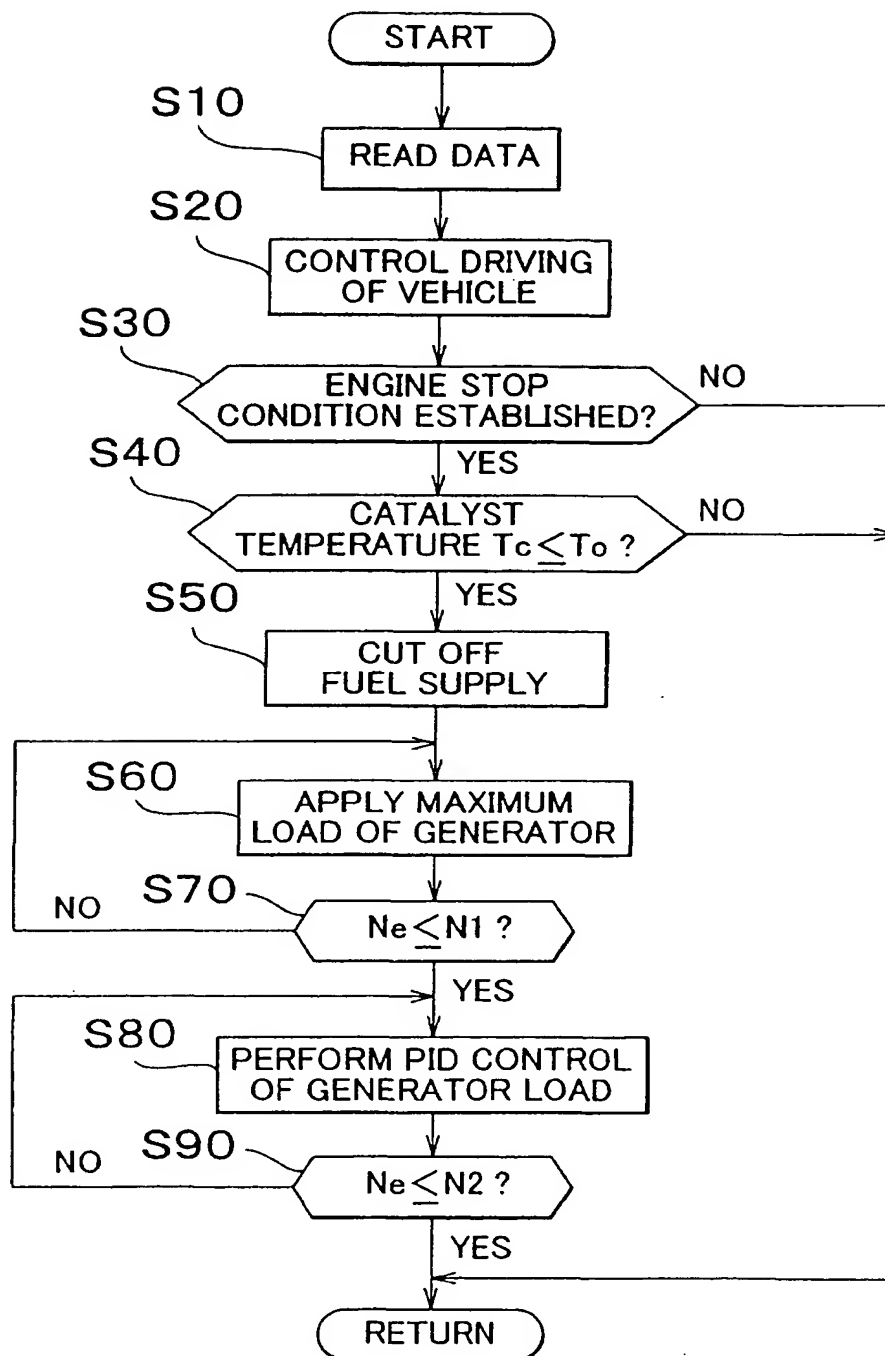 START
S10
READ DATA
S20
CONTROL DRIVING
OF VEHICLE
S30
ENGINE STOP
CONDITION ESTABLISHED?
NO
YES
S40
CATALYST
TEMPERATURE Tc≦To ?
NO
YES
S50
CUT OFF
FUEL SUPPLY
S60
APPLY MAXIMUM
LOAD OF GENERATOR
S70
NO
Ne≦N1 ?
YES
S80
PERFORM PID CONTROL
OF GENERATOR LOAD
S90
NO
Ne≦N2 ?
YES
RETURN